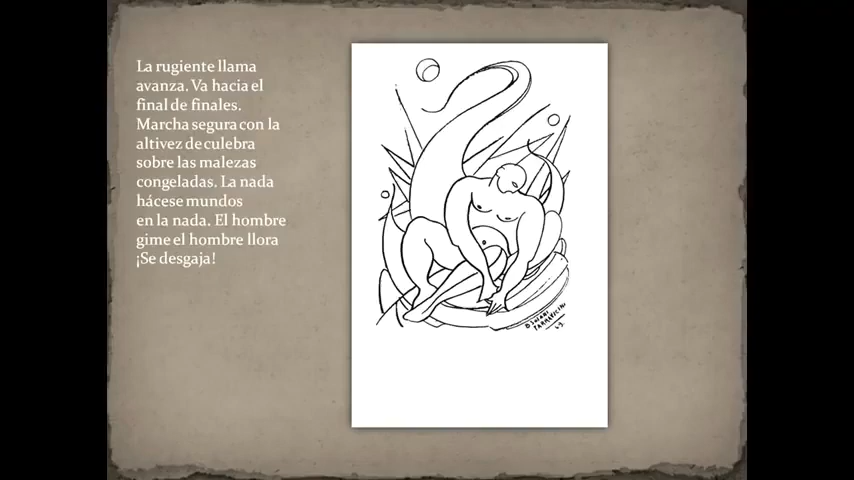 La rugiente llama
avanza. Va hacia el
final de finales.
Marcha segura con la
altivez de culebra
sobre las malezas
congeladas. La nada
hácese mundos
en la nada. El hombre
gime el hombre llora
¡Se desgaja!